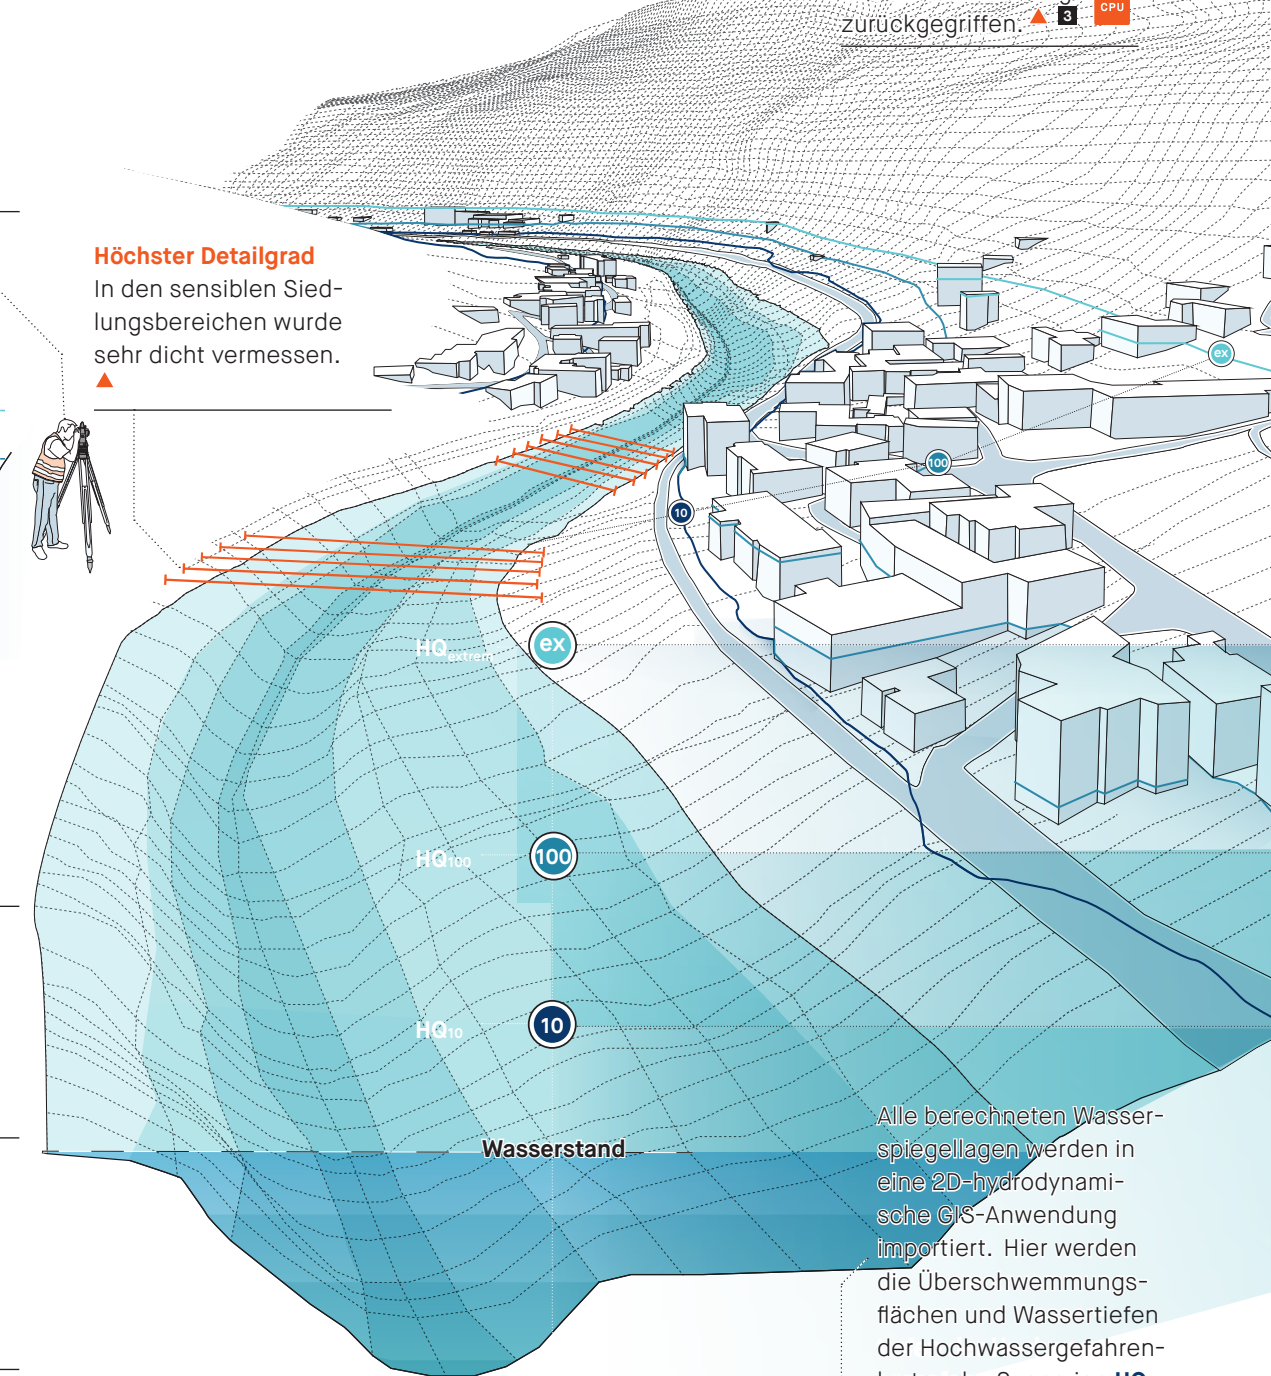 zurückgegriffen.
3
CPU
Höchster Detailgrad
In den sensiblen Sied-
lungsbereichen wurde
sehr dicht vermessen.
ex
100
10
HQextrem
ex
HQ100
100
HQ10
10
Wasserstand
Alle berechneten Wasser-
spiegellagen werden in
eine 2D-hydrodynami-
sche GIS-Anwendung
importiert. Hier werden
die Überschwemmungs-
flächen und Wassertiefen
der Hochwassergefahren-
HQ